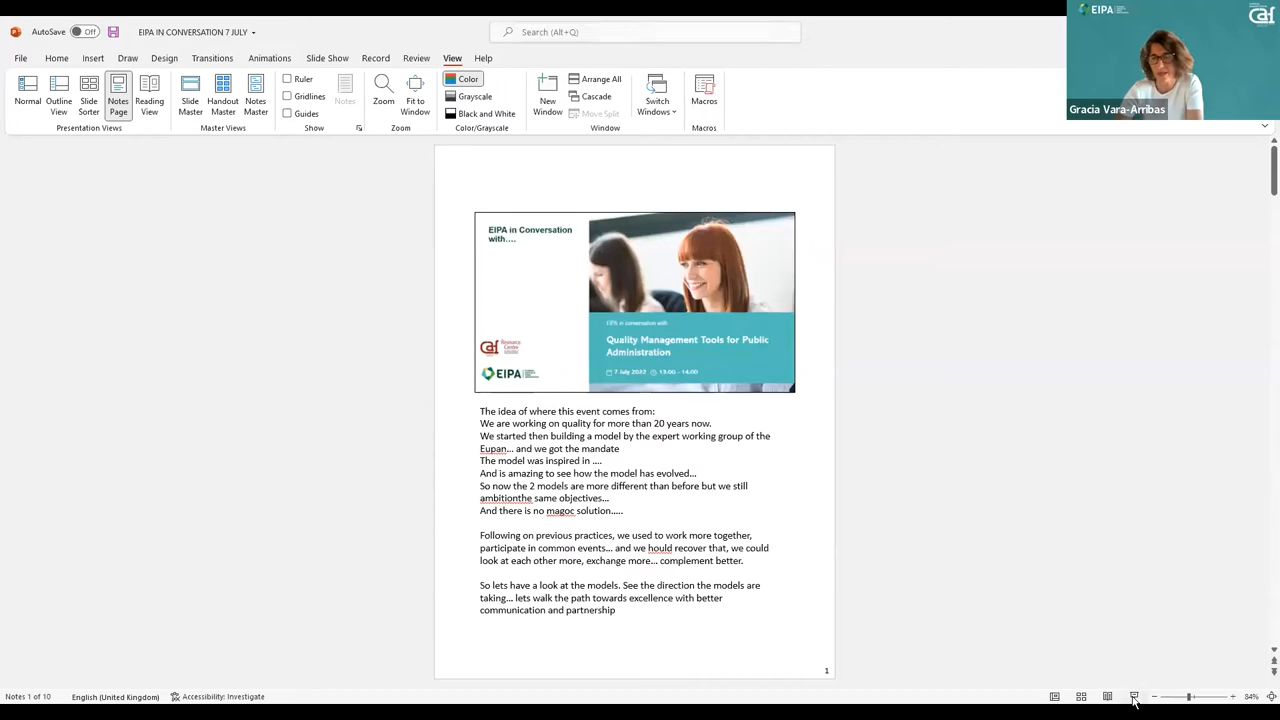 AutoSave
Off
EIPA IN CONVERSATION 7 JULY
Search (Alt+Q)
File Home Insert Draw Design Transitions Animations Slide Show Record Review View Help
Normal
Outline View
Slide Sorter
Notes Page
Reading View
Presentation Views
Slide Master
Handout Master
Notes Master
Master Views
Ruler
Gridlines
Guides
Notes
Show
Zoom
Fit to Window
Zoom
Color
Grayscale
Black and White
Color/Grayscale
New Window
Arrange All
Cascade
Move Split
Switch Windows
Window
Macros
Macros
EIPA
caf
Gracia Vara-Arribas
EIPA in Conversation
with....
EIPA in conversation with
Quality Management Tools for Public
Administration
7 July 2022 13:00 - 14:00
caf Resource Centre
EIPA
The idea of where this event comes from:
We are working on quality for more than 20 years now.
We started then building a model by the expert working group of the
Eupan... and we got the mandate
The model was inspired in ....
And is amazing to see how the model has evolved...
So now the 2 models are more different than before but we still
ambitionthe same objectives...
And there is no magoc solution.....
Following on previous practices, we used to work more together,
participate in common events... and we hould recover that, we could
look at each other more, exchange more... complement better.
So lets have a look at the models. See the direction the models are
taking... lets walk the path towards excellence with better
communication and partnership
1
Notes 1 of 10
English (United Kingdom)
Accessibility: Investigate
84%